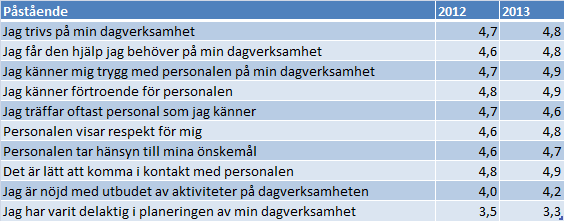 Påstående 2012 2013
Jag trivs på min dagverksamhet 4,7 4,8
Jag får den hjälp jag behöver på min dagverksamhet 4,6 4,8
Jag känner mig trygg med personalen på min dagverksamhet 4,7 4,9
Jag känner förtroende för personalen 4,8 4,9
Jag träffar oftast personal som jag känner 4,7 4,6
Personalen visar respekt för mig 4,6 4,8
Personalen tar hänsyn till mina önskemål 4,6 4,7
Det är lätt att komma i kontakt med personalen 4,8 4,9
Jag är nöjd med utbudet av aktiviteter på dagverksamheten 4,0 4,2
Jag har varit delaktig i planeringen av min dagverksamhet 3,5 3,3